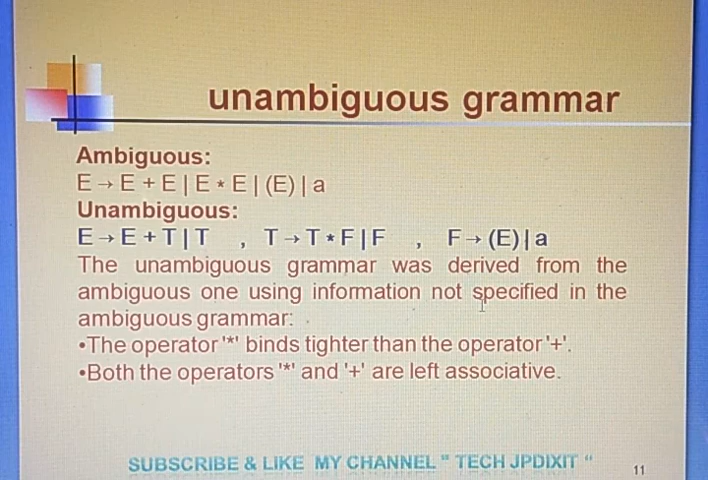 unambiguous grammar
Ambiguous:
E → E + E | E * E | (E) | a
Unambiguous:
E → E + T | T , T → T * F | F , F → (E) | a
The unambiguous grammar was derived from the
ambiguous one using information not specified in the
ambiguous grammar:
•The operator '*' binds tighter than the operator '+'.
•Both the operators '*' and '+' are left associative.
SUBSCRIBE & LIKE MY CHANNEL " TECH JPDIXIT "
11